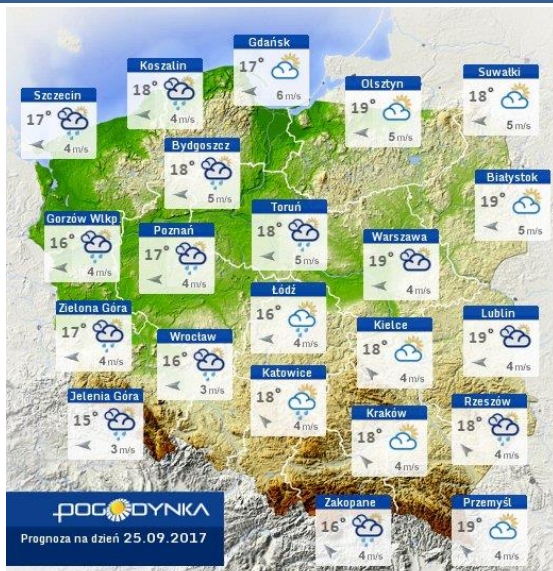 Gdańsk
17°
6 m/s
Koszalin
18°
4 m/s
Suwałki
18°
5 m/s
Olsztyn
19°
5 m/s
Szczecin
17°
4 m/s
Bydgoszcz
18°
5 m/s
Białystok
19°
5 m/s
Toruń
18°
5 m/s
Gorzów Wlkp
16°
4 m/s
Poznań
17°
4 m/s
Warszawa
19°
4 m/s
Łódź
16°
4 m/s
Zielona Góra
17°
4 m/s
Lublin
19°
4 m/s
Kielce
18°
4 m/s
Wrocław
16°
3 m/s
Katowice
18°
4 m/s
Jelenia Góra
15°
3 m/s
Rzeszów
18°
4 m/s
Kraków
18°
4 m/s
Zakopane
16°
4 m/s
Przemyśl
19°
4 m/s
POGODYNKA
Prognoza na dzień 25.09.2017